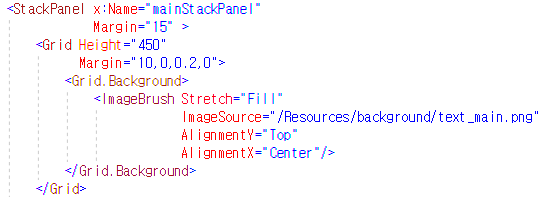 <StackPanel x:Name="mainStackPanel"
Margin="15" >
<Grid Height="450"
Margin="10,0,0.2,0">
<Grid.Background>
<ImageBrush Stretch="Fill"
ImageSource="/Resources/background/text_main.png"
AlignmentY="Top"
AlignmentX="Center"/>
</Grid.Background>
</Grid>